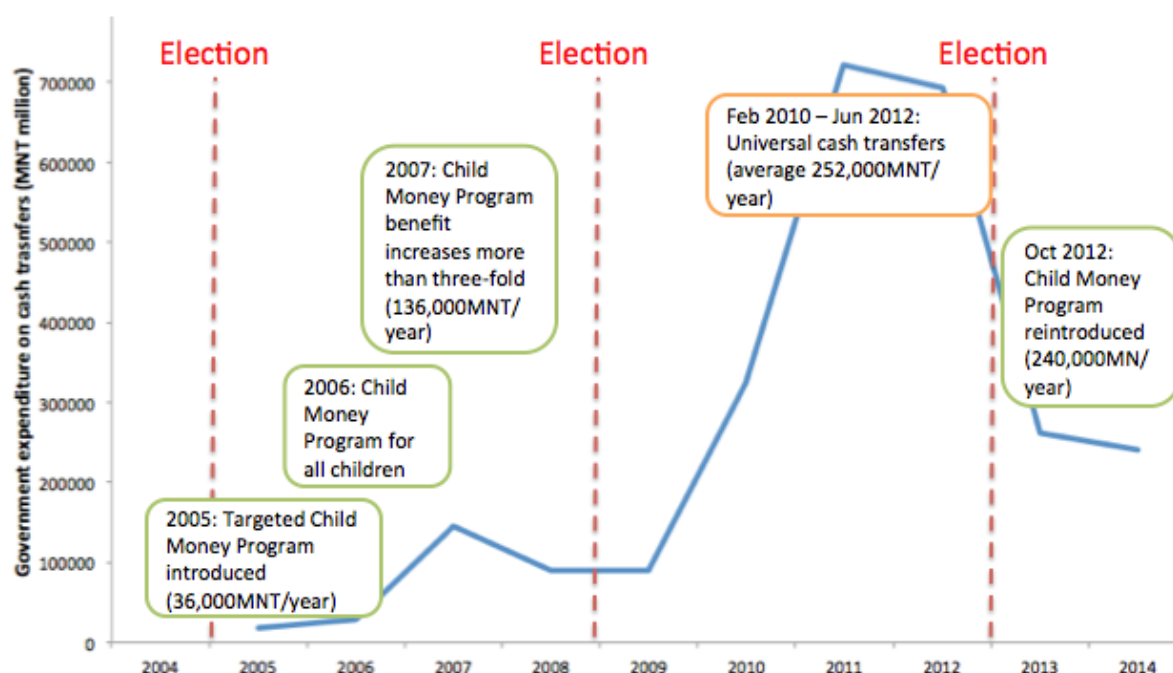 Election
Election
Election
Government expenditure on cash trasnfers (MNT million)
700000
600000
500000
400000
300000
200000
100000
0
Feb 2010 – Jun 2012:
Universal cash transfers
(average 252,000MNT/
year)
2007: Child
Money Program
benefit
increases more
than three-fold
(136,000MNT/
year)
Oct 2012:
Child Money
Program
reintroduced
(240,000MN/
year)
2006: Child
Money
Program for
all children
2005: Targeted Child
Money Program
introduced
(36,000MNT/year)
2004
2005
2006
2007
2008
2009
2010
2011
2012
2013
2014